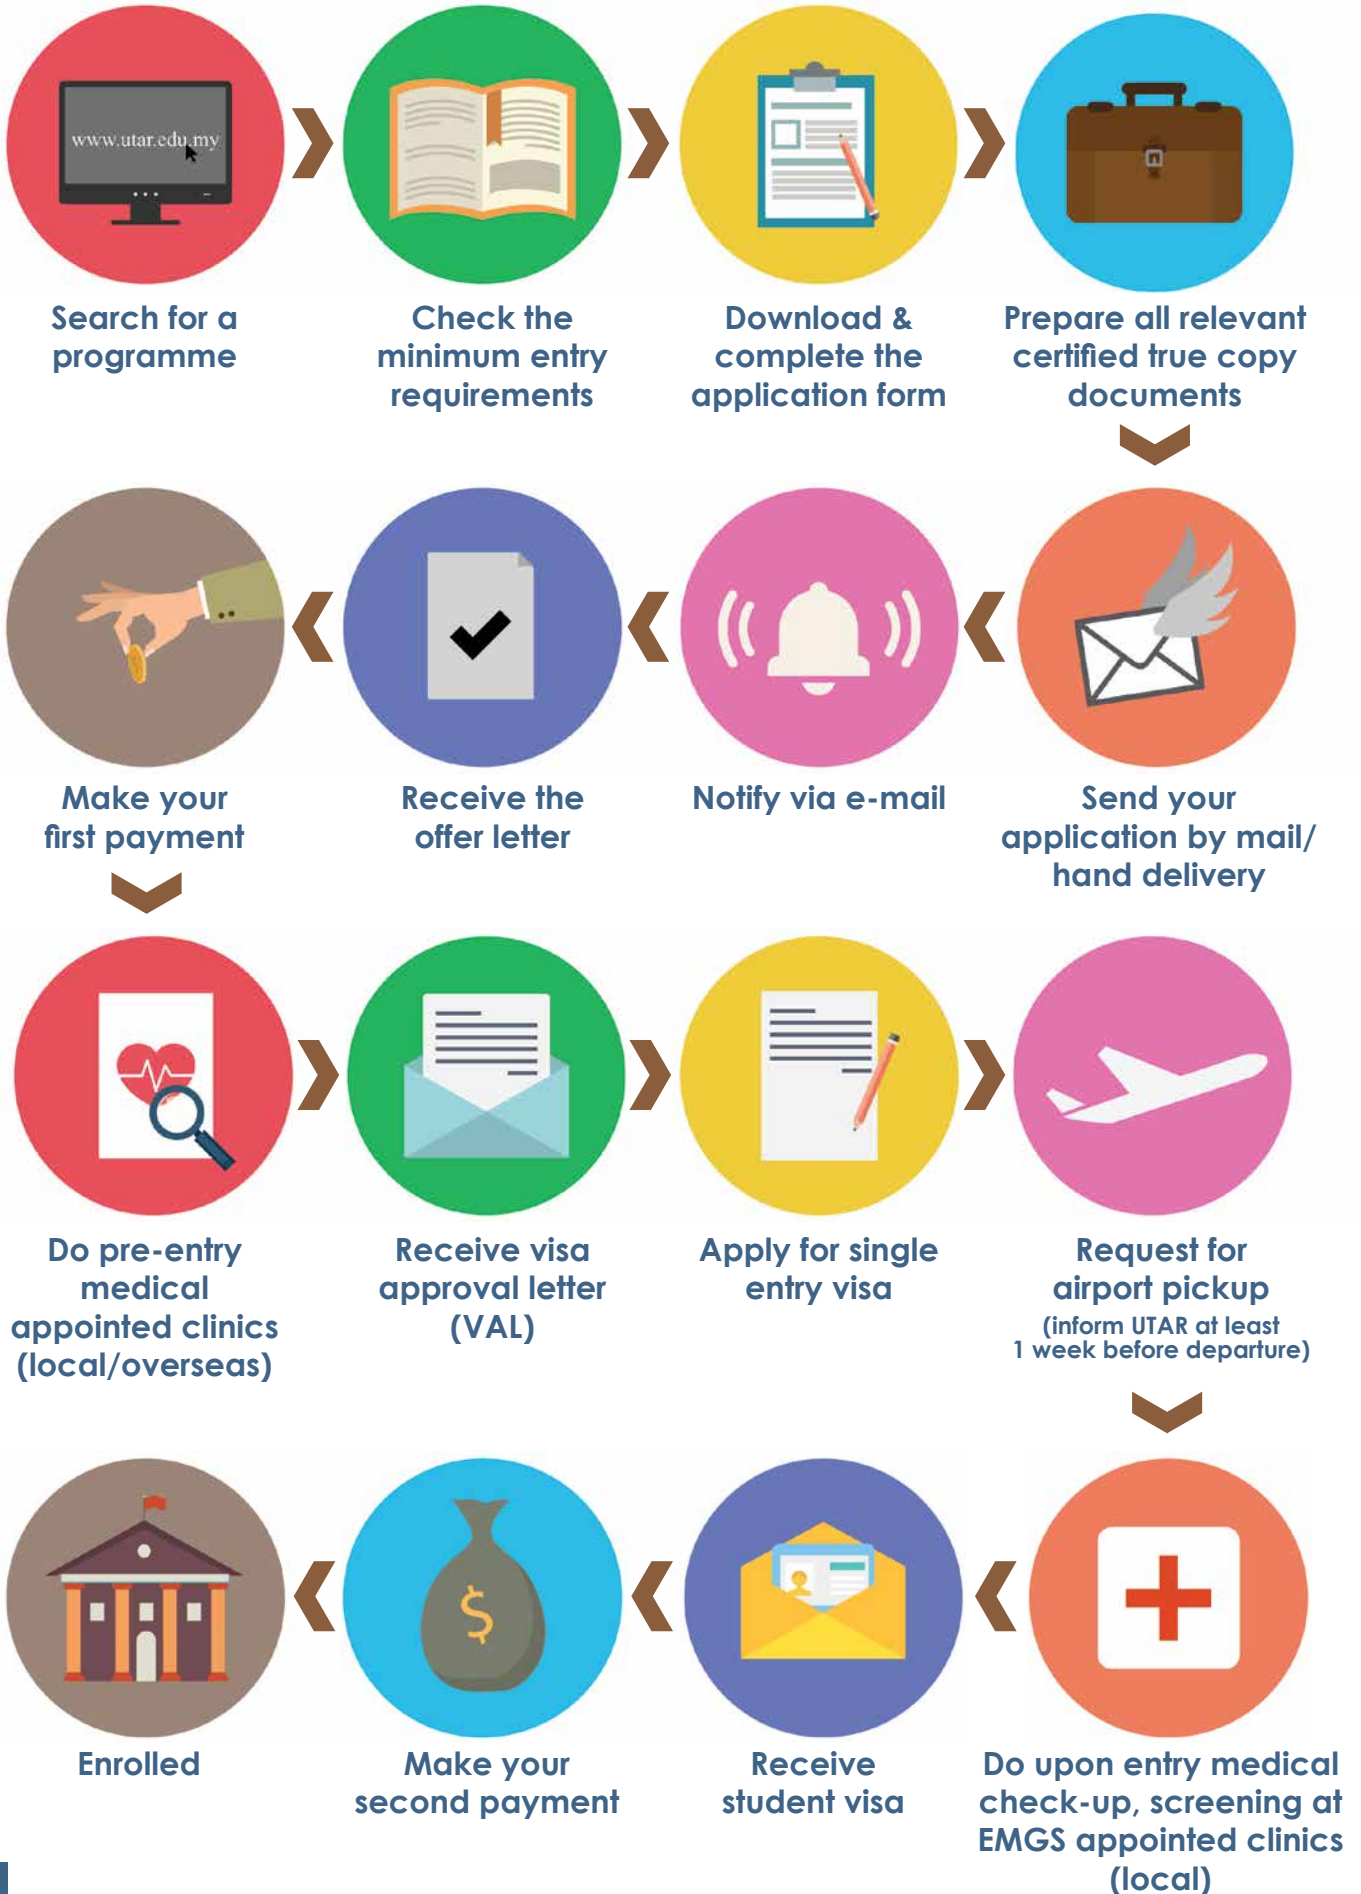 www.utar.edu.my
Search for a
programme
Check the
minimum entry
requirements
Download &
complete the
application form
Prepare all relevant
certified true copy
documents
Send your
application by mail/
hand delivery
Notify via e-mail
Receive the
offer letter
Make your
first payment
Do pre-entry
medical
appointed clinics
(local/overseas)
Receive visa
approval letter
(VAL)
Apply for single
entry visa
Request for
airport pickup
(inform UTAR at least
1 week before departure)
Do upon entry medical
check-up, screening at
EMGS appointed clinics
(local)
Receive
student visa
$
Make your
second payment
Enrolled